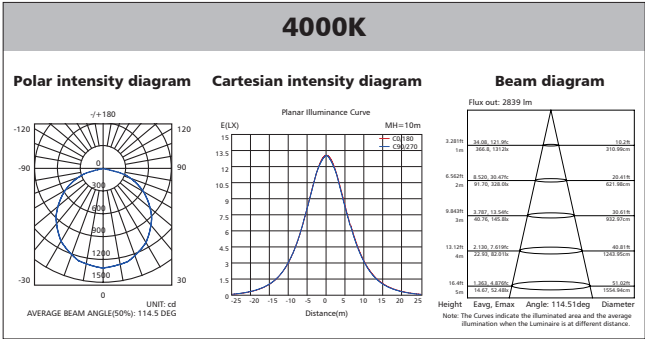 4000K
Polar intensity diagram
-/+180
-120
120
-90
90
0
300
600
900
1200
1500
-30
30
0
UNIT: cd
AVERAGE BEAM ANGLE(50%): 114.5 DEG
Cartesian intensity diagram
Planar Illuminance Curve
E(LX)
MH=10m
C0/180
C90/270
15
13.5
12
10.5
9
7.5
6
4.5
3
1.5
0
-25 -20 -15 -10 -5 0 5 10 15 20 25
Distance(m)
Beam diagram
Flux out: 2839 lm
3.281ft 34.08, 121.9fc 10.2ft
1m 366.8, 1312lx 310.99cm
6.562ft 8.520, 30.47fc 20.41ft
2m 91.70, 328.0lx 621.98cm
9.843ft 3.787, 13.54fc 30.61ft
3m 40.76, 145.8lx 932.97cm
13.12ft 2.130, 7.619fc 40.81ft
4m 22.93, 82.01lx 1243.95cm
16.4ft 1.363, 4.876fc 51.02ft
5m 14.67, 52.48lx 1554.94cm
Height Eavg, Emax Angle: 114.51deg Diameter
Note: The Curves indicate the illuminated area and the average
illumination when the Luminaire is at different distance.